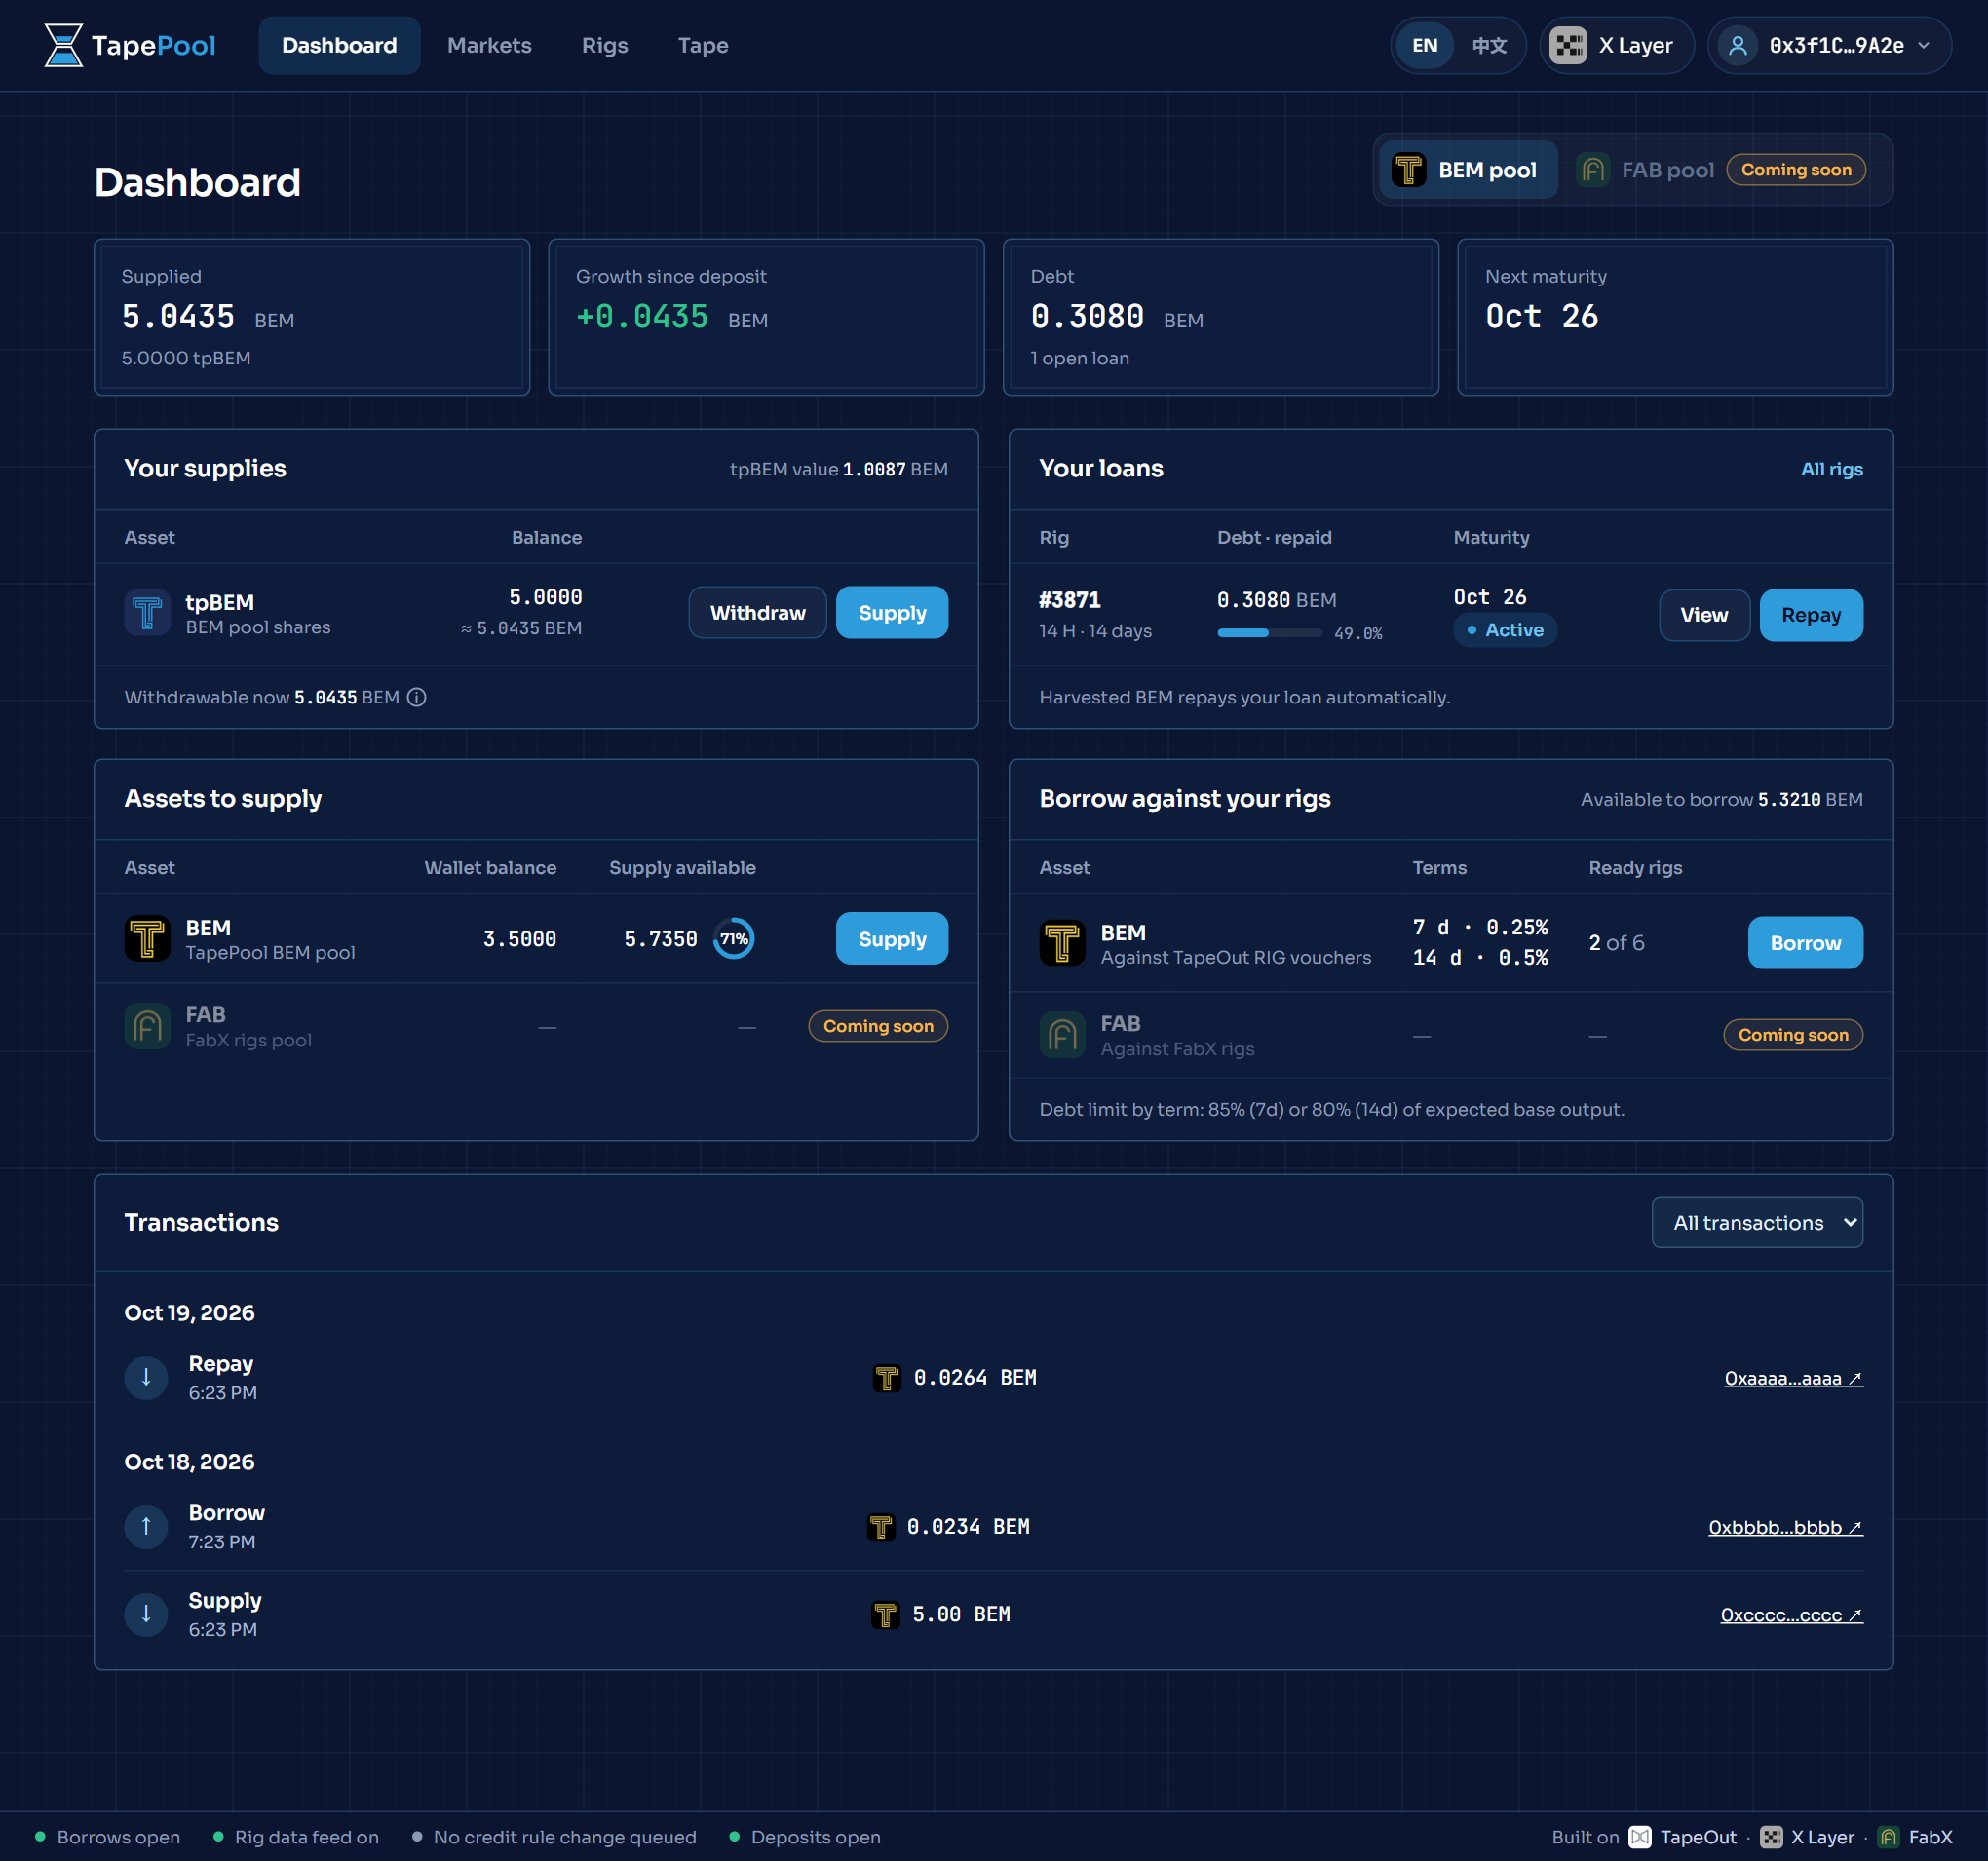 TapePool
Dashboard
Markets
Rigs
Tape
EN
中文
X Layer
0x3f1C…9A2e
Dashboard
BEM pool
FAB pool
Coming soon
Supplied
5.0435 BEM
5.0000 tpBEM
Growth since deposit
+0.0435 BEM
Debt
0.3080 BEM
1 open loan
Next maturity
Oct 26
Your supplies
tpBEM value 1.0087 BEM
Asset
Balance
tpBEM
BEM pool shares
5.0000
≈ 5.0435 BEM
Withdraw
Supply
Withdrawable now 5.0435 BEM
Your loans
All rigs
Rig
Debt · repaid
Maturity
#3871
14 H · 14 days
0.3080 BEM
49.0%
Oct 26
Active
View
Repay
Harvested BEM repays your loan automatically.
Assets to supply
Asset
Wallet balance
Supply available
BEM
TapePool BEM pool
3.5000
5.7350
71%
Supply
FAB
FabX rigs pool
—
—
Coming soon
Borrow against your rigs
Available to borrow 5.3210 BEM
Asset
Terms
Ready rigs
BEM
Against TapeOut RIG vouchers
7 d · 0.25%
14 d · 0.5%
2 of 6
Borrow
FAB
Against FabX rigs
—
—
Coming soon
Debt limit by term: 85% (7d) or 80% (14d) of expected base output.
Transactions
All transactions
Oct 19, 2026
↓
Repay
6:23 PM
0.0264 BEM
0xaaaa…aaaa ↗
Oct 18, 2026
↑
Borrow
7:23 PM
0.0234 BEM
0xbbbb…bbbb ↗
↓
Supply
6:23 PM
5.00 BEM
0xcccc…cccc ↗
Borrows open
Rig data feed on
No credit rule change queued
Deposits open
Built on TapeOut · X Layer · FabX